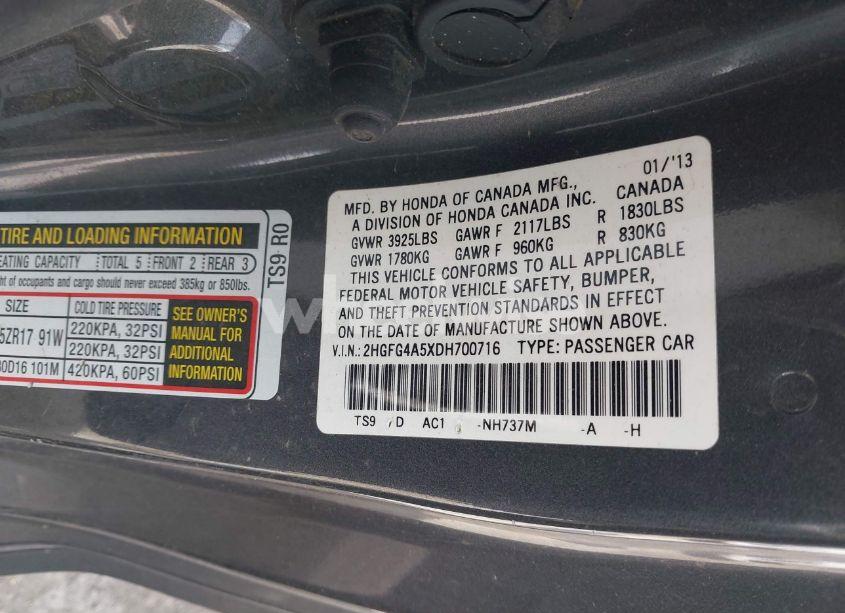 TIRE AND LOADING INFORMATION
SEATING CAPACITY TOTAL 5 FRONT 2 REAR 3
of occupants and cargo should never exceed 385kg or 850lbs.
SIZE COLD TIRE PRESSURE SEE OWNER'S MANUAL FOR ADDITIONAL INFORMATION
5ZR17 91W 220KPA, 32PSI
220KPA, 32PSI
80D16 101M 420KPA, 60PSI
TS9 R0
01/'13
MFD. BY HONDA OF CANADA MFG., CANADA
A DIVISION OF HONDA CANADA INC.
GVWR 3925LBS GAWR F 2117LBS R 1830LBS
GVWR 1780KG GAWR F 960KG R 830KG
THIS VEHICLE CONFORMS TO ALL APPLICABLE
FEDERAL MOTOR VEHICLE SAFETY, BUMPER,
AND THEFT PREVENTION STANDARDS IN EFFECT
ON THE DATE OF MANUFACTURE SHOWN ABOVE.
V.I.N.: 2HGFG4A5XDH700716 TYPE: PASSENGER CAR
TS9 D AC1 -NH737M -A -H